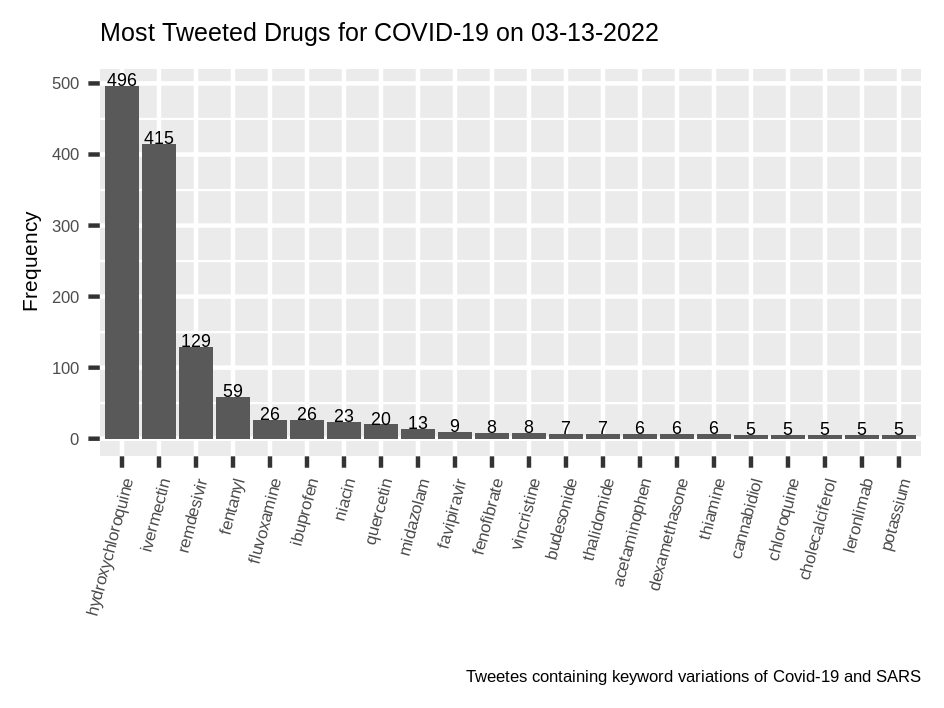 Most Tweeted Drugs for COVID-19 on 03-13-2022
Frequency
500
400
300
200
100
0
496
415
129
59
26
26
23
20
13
9
8
8
7
7
6
6
6
5
5
5
5
5
hydroxychloroquine
ivermectin
remdesivir
fentanyl
fluvoxamine
ibuprofen
niacin
quercetin
midazolam
favipiravir
fenofibrate
vincristine
budesonide
thalidomide
acetaminophen
dexamethasone
thiamine
cannabidiol
chloroquine
cholecalciferol
leronlimab
potassium
Tweetes containing keyword variations of Covid-19 and SARS